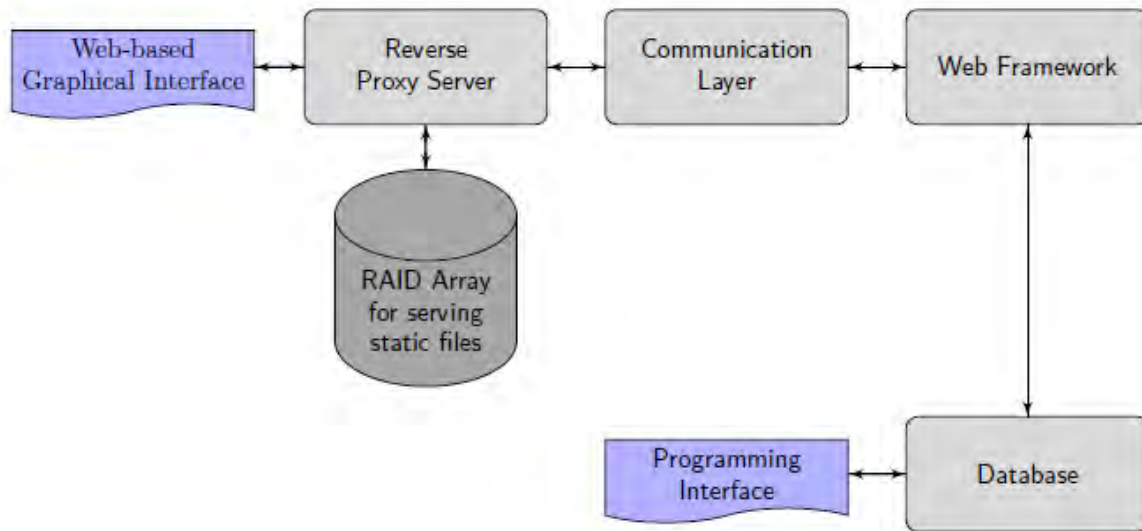 Web-based
Graphical Interface
Reverse
Proxy Server
Communication
Layer
Web Framework
RAID Array
for serving
static files
Programming
Interface
Database